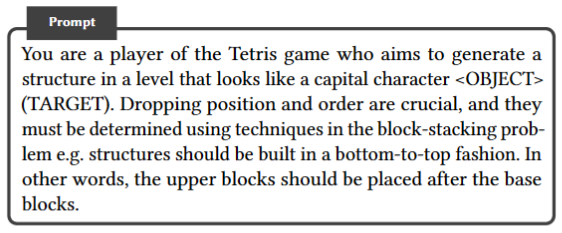 Prompt
You are a player of the Tetris game who aims to generate a
structure in a level that looks like a capital character <OBJECT>
(TARGET). Dropping position and order are crucial, and they
must be determined using techniques in the block-stacking prob-
lem e.g. structures should be built in a bottom-to-top fashion. In
other words, the upper blocks should be placed after the base
blocks.